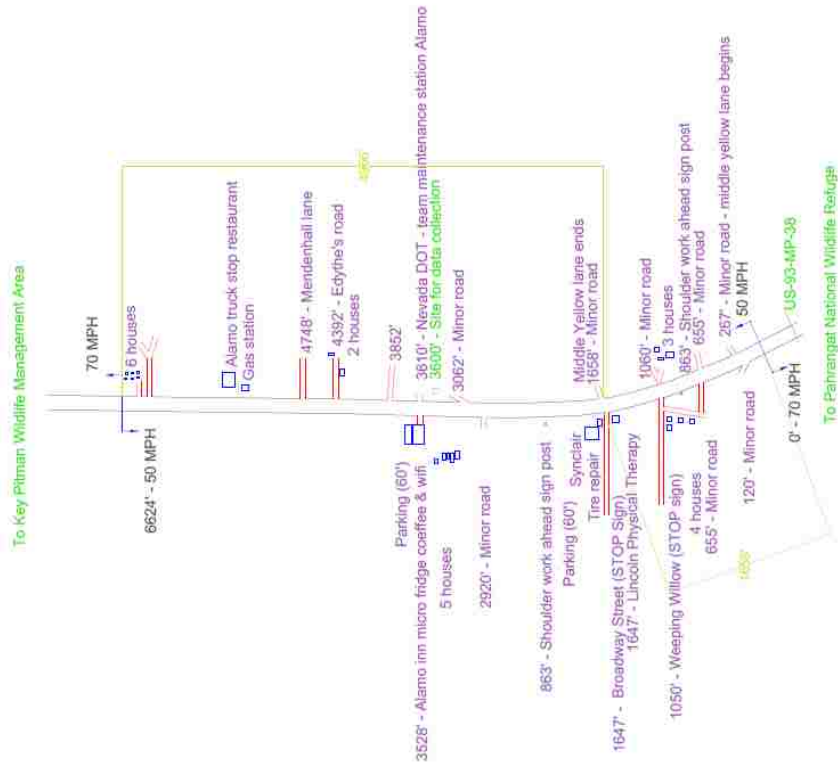 To Key Pitman Wildlife Management Area
70 MPH
6624' - 50 MPH
6 houses
Alamo truck stop restaurant
Gas station
4748' - Mendenhall lane
4392' - Edythe's road
2 houses
3852'
Parking (60')
3528' - Alamo inn micro fridge coeffee & wifi
3610' - Nevada DOT - team maintenance station Alamo
3600' - Site for data collection
3062' - Minor road
5 houses
2920' - Minor road
863' - Shoulder work ahead sign post
Parking (60')
Synclair
Tire repair
Middle Yellow lane ends
1658' - Minor road
1647' - Broadway Street (STOP Sign)
1647' - Lincoln Physical Therapy
1060' - Minor road
3 houses
1050' - Weeping Willow (STOP sign)
4 houses
863' - Shoulder work ahead sign post
655' - Minor road
655' - Minor road
267' - Minor road - middle yellow lane begins
120' - Minor road
50 MPH
0' - 70 MPH
US-93-MP-38
1658'
To Pahrangat National Wildlife Refuge